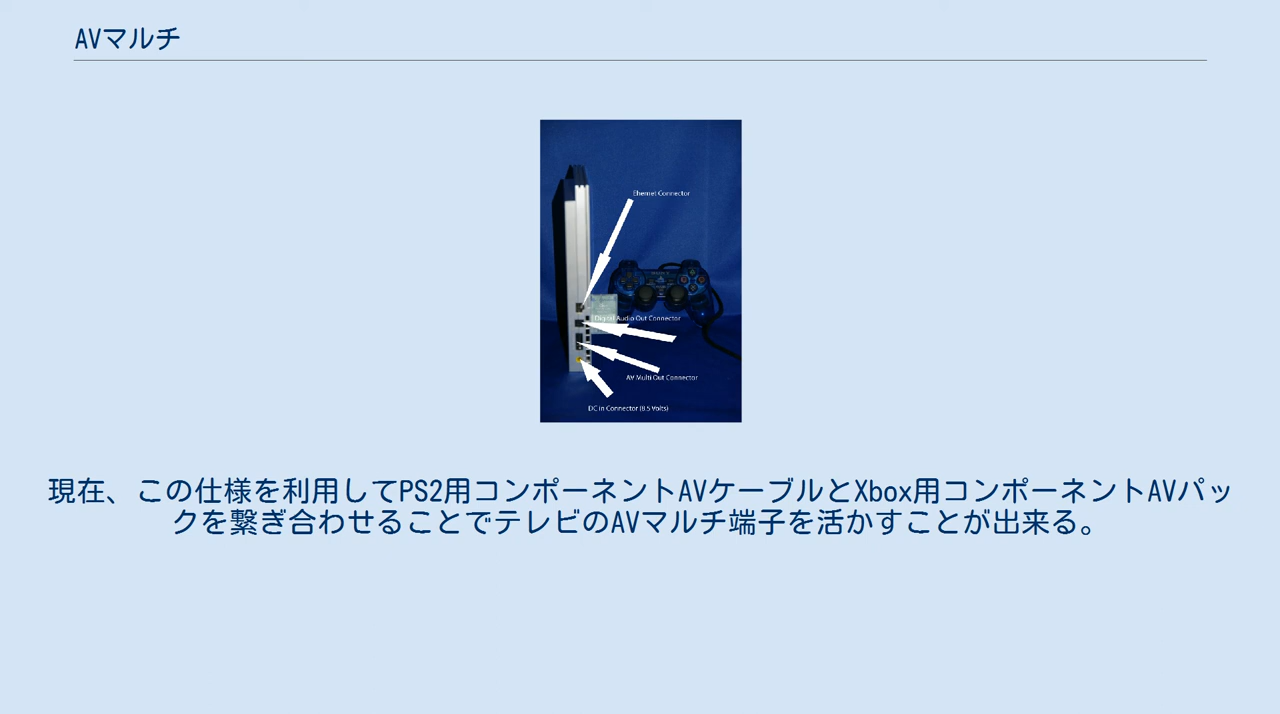 AVマルチ
Ehernet Connector
Digital Audio Out Connector
AV Multi Out Connector
DC in Connector (8.5 Volts)
現在、この仕様を利用してPS2用コンポーネントAVケーブルとXbox用コンポーネントAVパッ
クを繋ぎ合わせることでテレビのAVマルチ端子を活かすことが出来る。